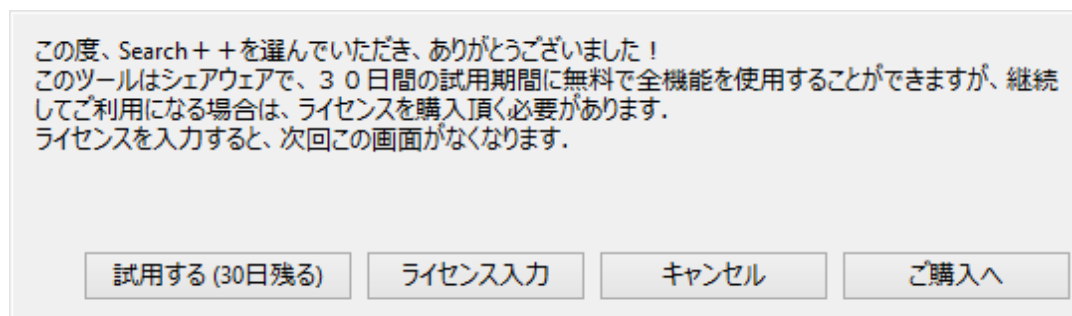 この度、Search＋＋を選んでいただき、ありがとうございました！
このツールはシェアウェアで、３０日間の試用期間に無料で全機能を使用することができますが、継続
してご利用になる場合は、ライセンスを購入頂く必要があります．
ライセンスを入力すると、次回この画面がなくなります．
試用する (30日残る)
ライセンス入力
キャンセル
ご購入へ